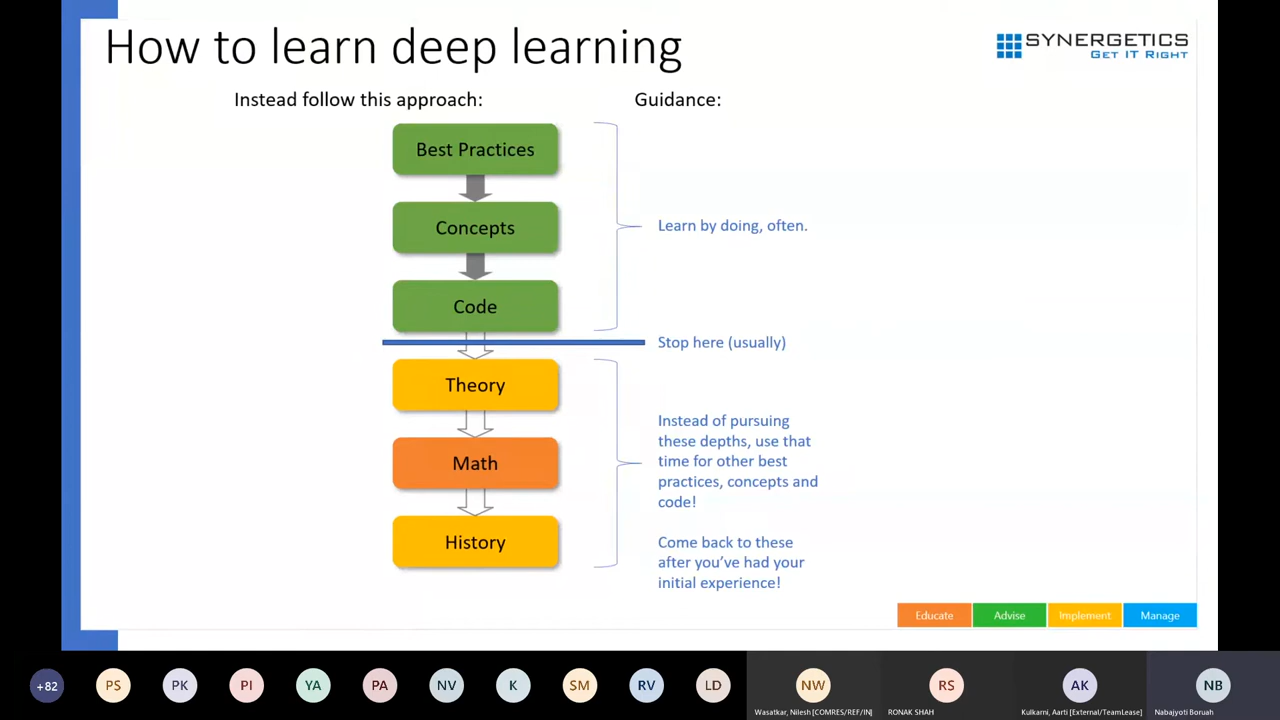 How to learn deep learning
SYNERGETICS
GET IT RIGHT
Instead follow this approach:
Guidance:
Best Practices
Concepts
Learn by doing, often.
Code
Stop here (usually)
Theory
Instead of pursuing
these depths, use that
time for other best
practices, concepts and
code!
Math
History
Come back to these
after you've had your
initial experience!
Educate
Advise
Implement
Manage
+82
PS
PK
PI
YA
PA
NV
K
SM
RV
LD
NW
RS
AK
NB
Wasatkar, Nilesh [COMRES/REF/IN]
RONAK SHAH
Kulkarni, Aarti [External/TeamLease]
Nabajyoti Boruah